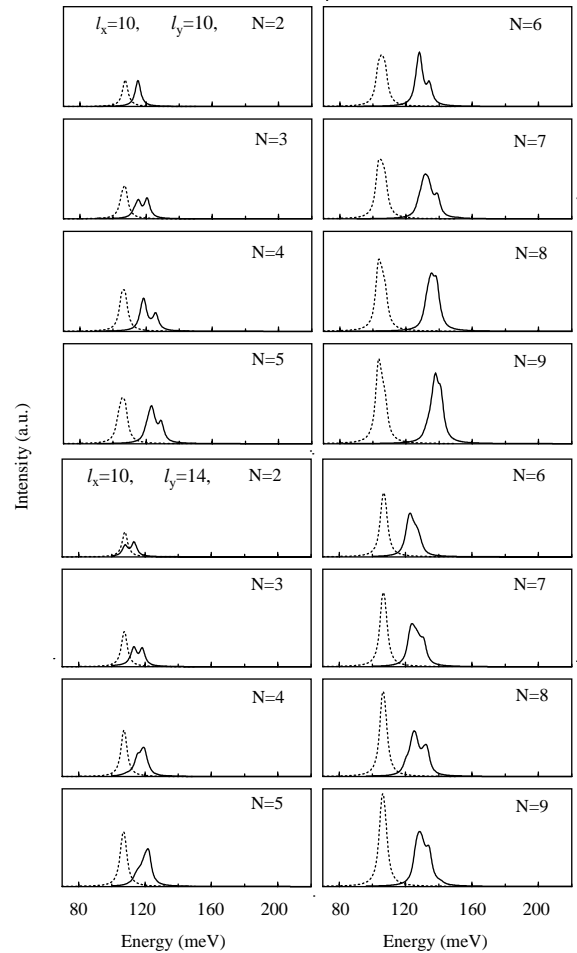 lx=10, ly=10, N=2
N=3
N=4
N=5
N=6
N=7
N=8
N=9
Intensity (a.u.)
lx=10, ly=14, N=2
N=3
N=4
N=5
N=6
N=7
N=8
N=9
80 120 160 200
80 120 160 200
Energy (meV)
Energy (meV)